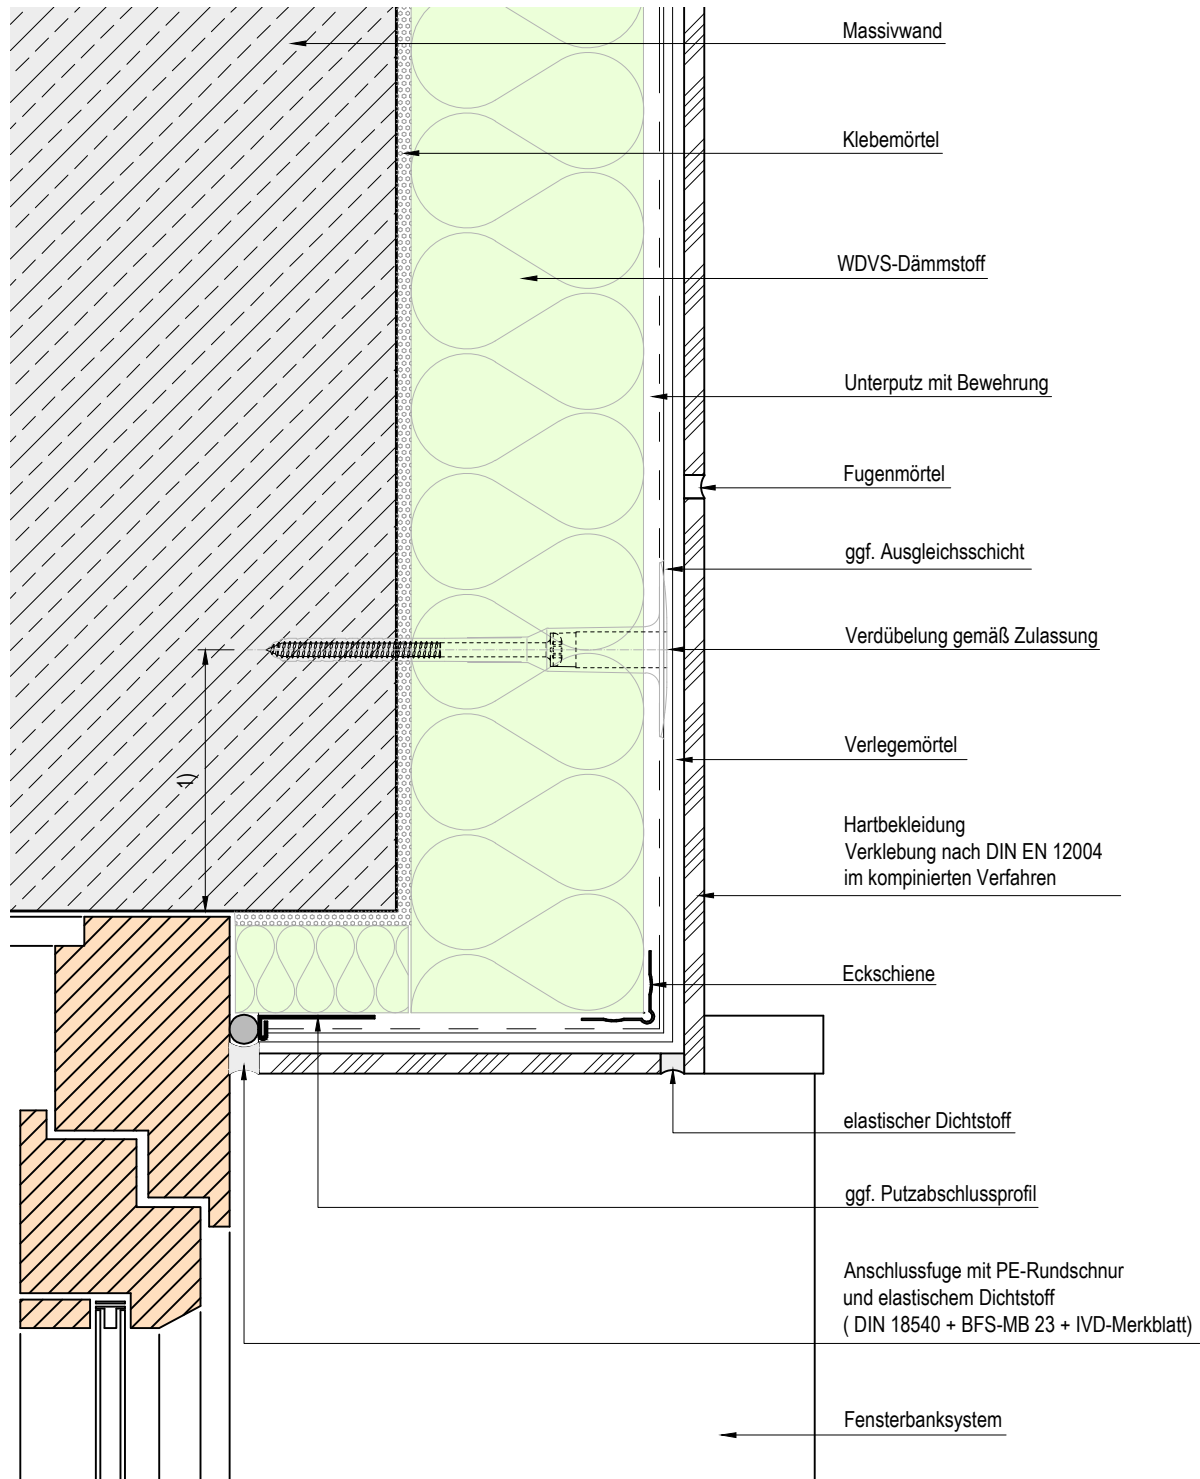 Massivwand
Klebemörtel
WDVS-Dämmstoff
Unterputz mit Bewehrung
Fugenmörtel
ggf. Ausgleichsschicht
Verdübelung gemäß Zulassung
Verlegemörtel
1)
Hartbekleidung
Verklebung nach DIN EN 12004
im kompinierten Verfahren
Eckschiene
elastischer Dichtstoff
ggf. Putzabschlussprofil
Anschlussfuge mit PE-Rundschnur
und elastischem Dichtstoff
( DIN 18540 + BFS-MB 23 + IVD-Merkblatt)
Fensterbanksystem